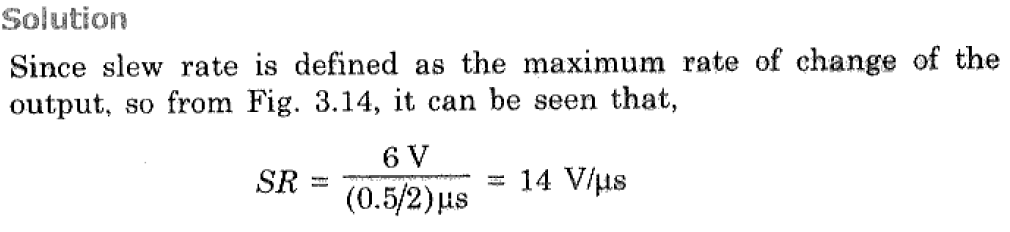 Solution
Since slew rate is defined as the maximum rate of change of the
output, so from Fig. 3.14, it can be seen that,
SR = 6 V / (0.5/2) μs = 14 V/μs